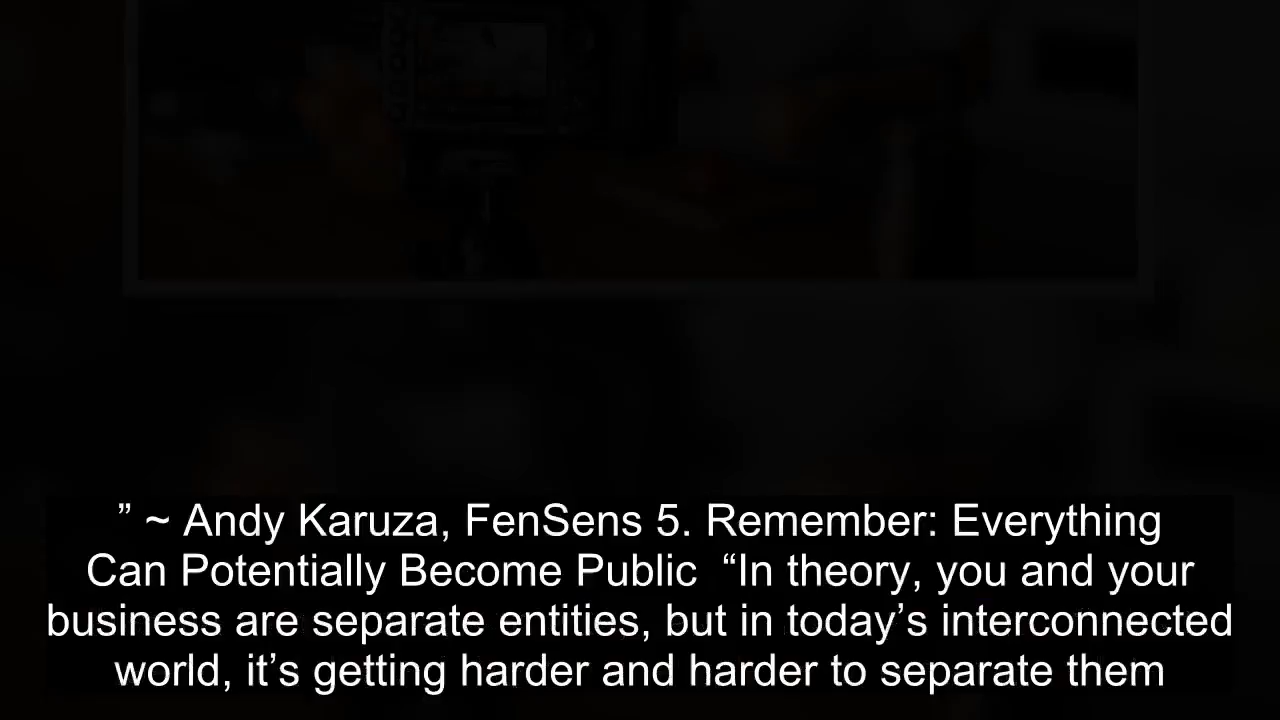 ” ~ Andy Karuza, FenSens 5. Remember: Everything
Can Potentially Become Public  “In theory, you and your
business are separate entities, but in today’s interconnected
world, it’s getting harder and harder to separate them